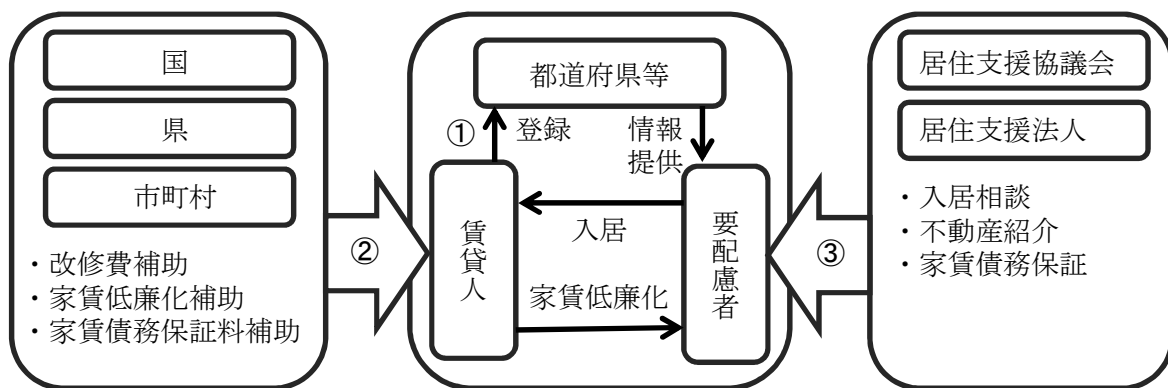 国
県
市町村
・改修費補助
・家賃低廉化補助
・家賃債務保証料補助
②
都道府県等
①
登録
情報
提供
賃貸人
入居
家賃低廉化
要配慮者
③
居住支援協議会
居住支援法人
・入居相談
・不動産紹介
・家賃債務保証